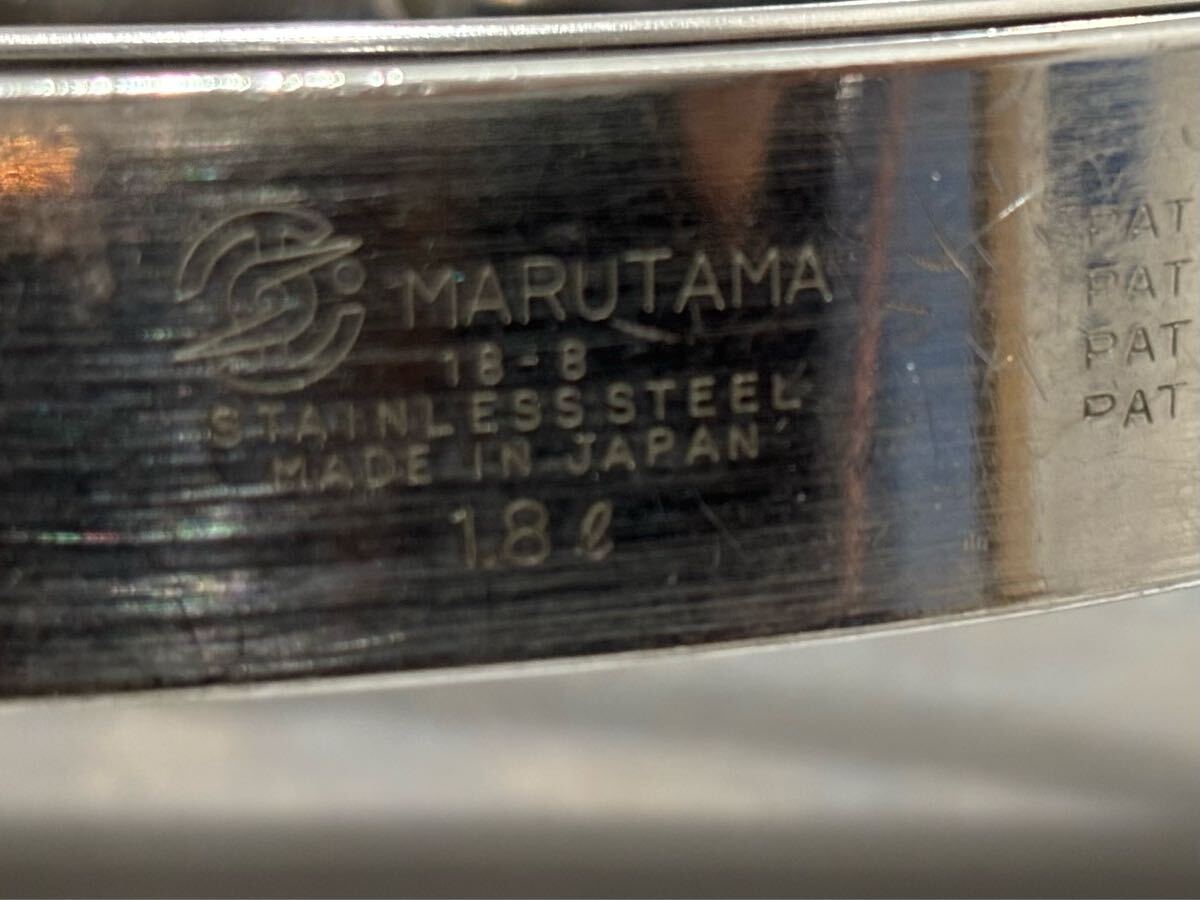 MARUTAMA
18-8
STAINLESS STEEL
MADE IN JAPAN
1.8 ℓ
PAT
PAT
PAT
PAT